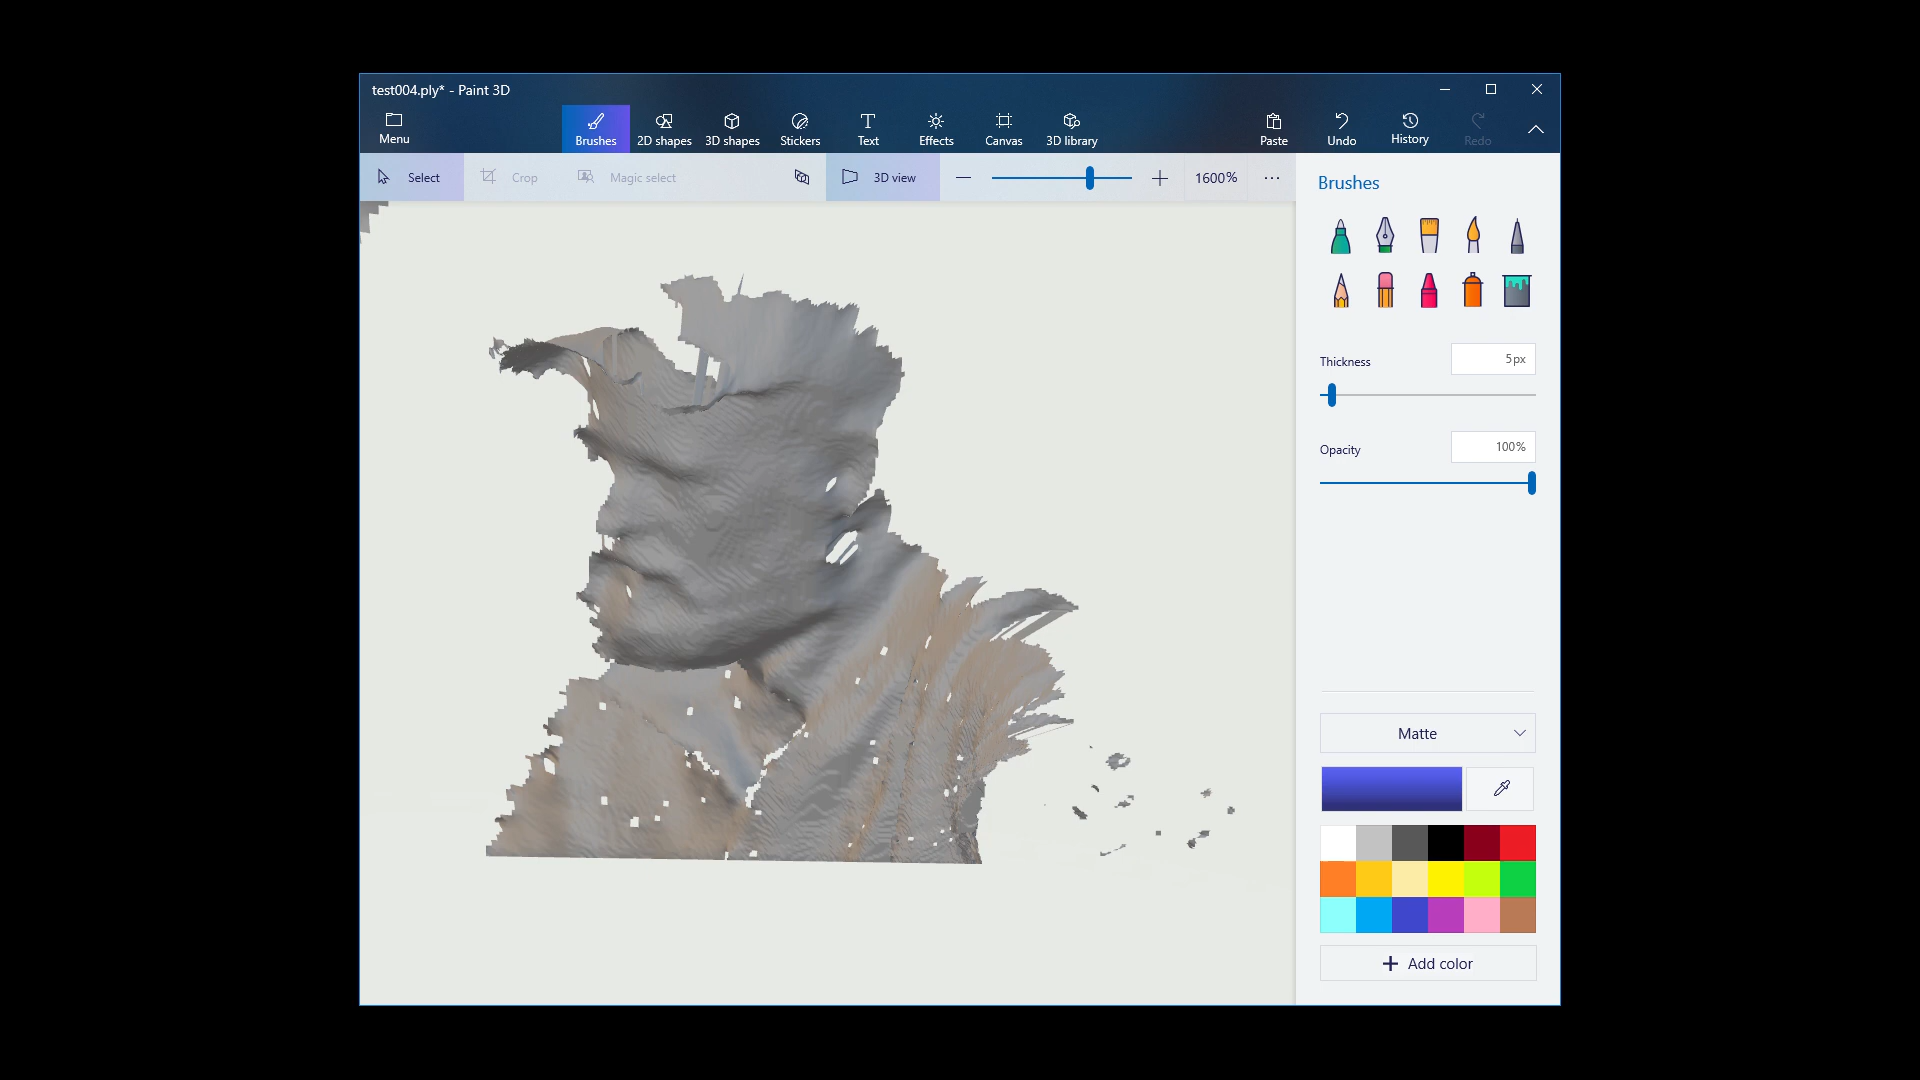 test004.ply* - Paint 3D
Menu
Brushes
2D shapes
3D shapes
Stickers
Text
Effects
Canvas
3D library
Paste
Undo
History
Redo
Select
Crop
Magic select
3D view
1600%
Brushes
Thickness
5px
Opacity
100%
Matte
Add color